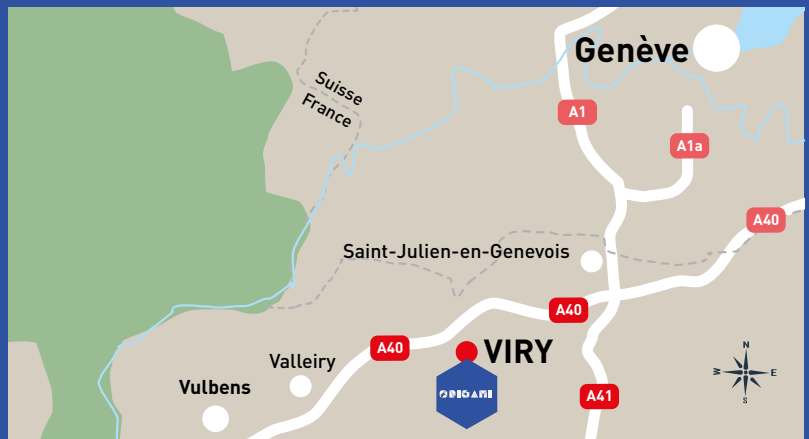 Genève
Suisse
France
A1
A1a
A40
Saint-Julien-en-Genevois
A40
A40
VIRY
Valleiry
Vulbens
ORIGAMI
A41
N
W
E
S